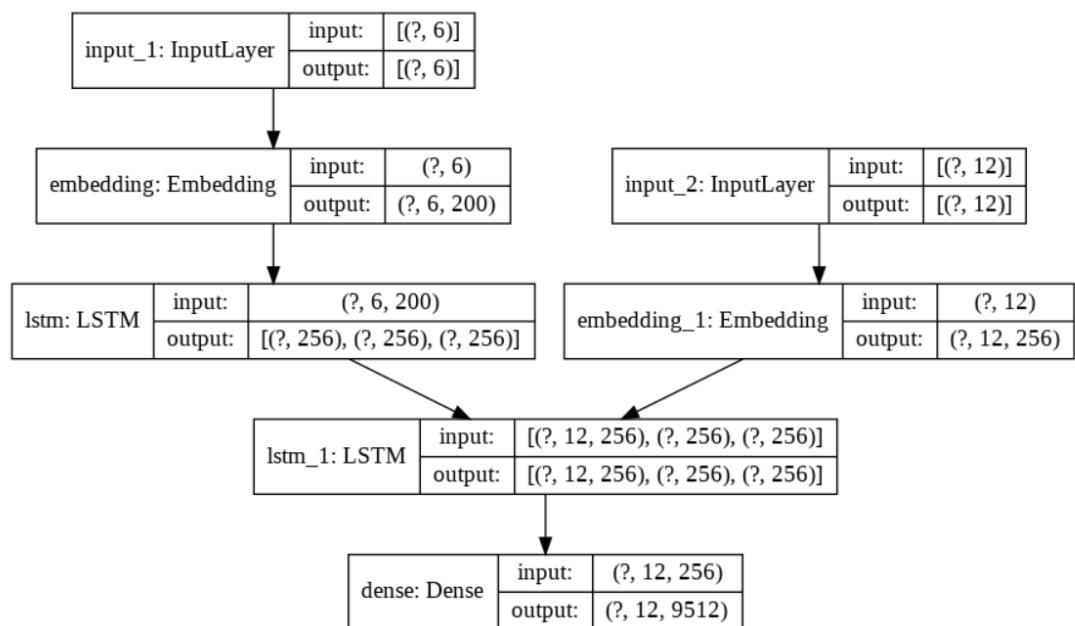 input_1: InputLayer
input: [(?, 6)]
output: [(?, 6)]
embedding: Embedding
input: (?, 6)
output: (?, 6, 200)
input_2: InputLayer
input: [(?, 12)]
output: [(?, 12)]
lstm: LSTM
input: (?, 6, 200)
output: [(?, 256), (?, 256), (?, 256)]
embedding_1: Embedding
input: (?, 12)
output: (?, 12, 256)
lstm_1: LSTM
input: [(?, 12, 256), (?, 256), (?, 256)]
output: [(?, 12, 256), (?, 256), (?, 256)]
dense: Dense
input: (?, 12, 256)
output: (?, 12, 9512)